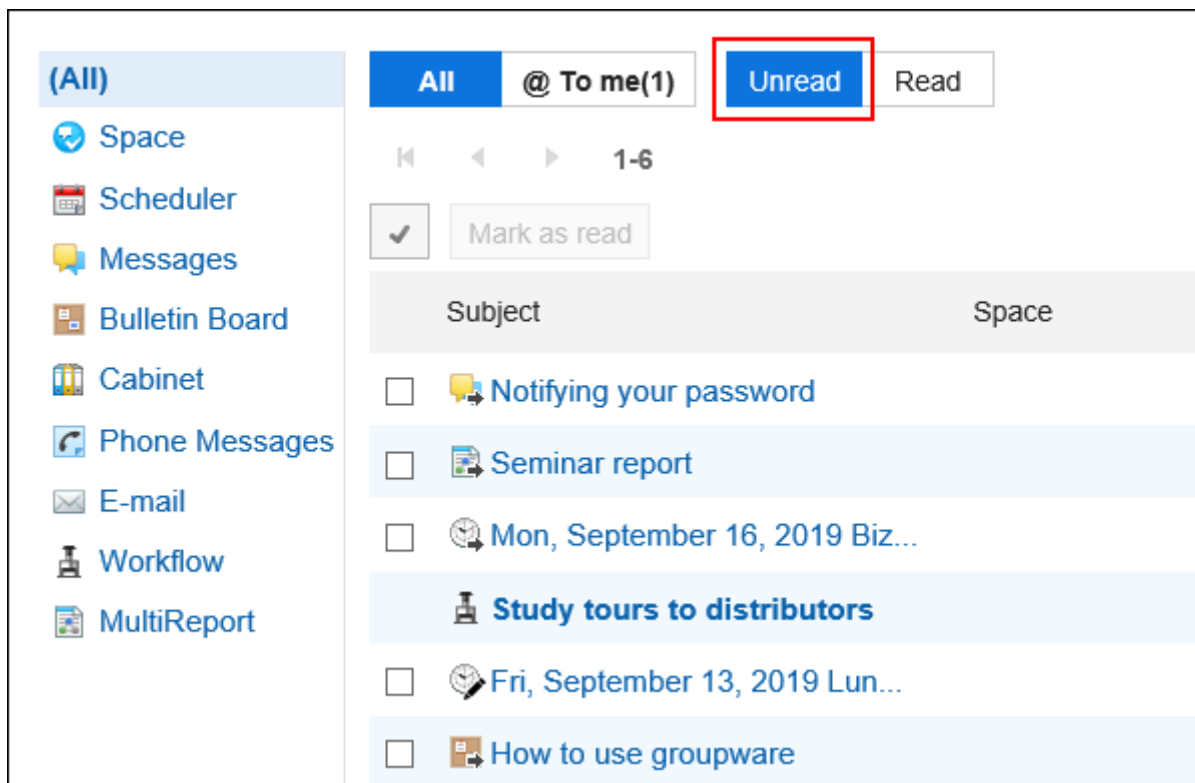 (All)
Space
Scheduler
Messages
Bulletin Board
Cabinet
Phone Messages
E-mail
Workflow
MultiReport
All @ To me(1) Unread Read
1-6
Mark as read
Subject Space
Notifying your password
Seminar report
Mon, September 16, 2019 Biz...
Study tours to distributors
Fri, September 13, 2019 Lun...
How to use groupware